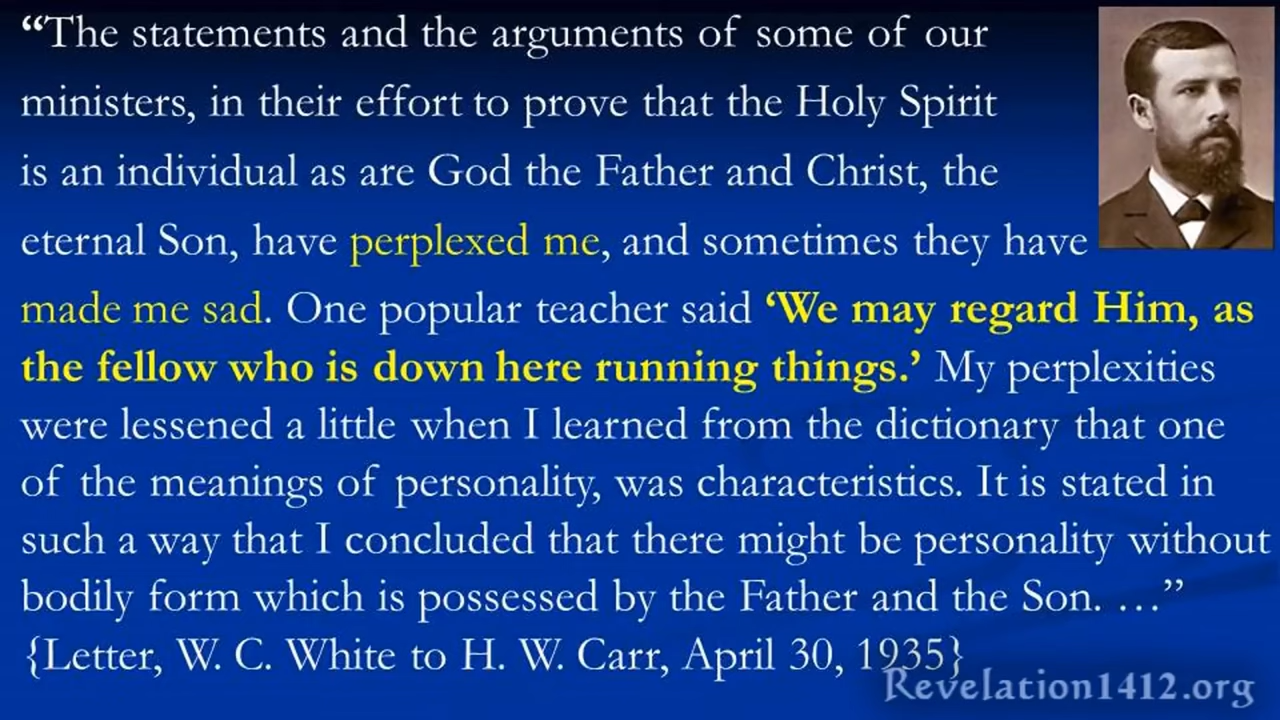 “The statements and the arguments of some of our
ministers, in their effort to prove that the Holy Spirit
is an individual as are God the Father and Christ, the
eternal Son, have perplexed me, and sometimes they have
made me sad. One popular teacher said ‘We may regard Him, as
the fellow who is down here running things.’ My perplexities
were lessened a little when I learned from the dictionary that one
of the meanings of personality, was characteristics. It is stated in
such a way that I concluded that there might be personality without
bodily form which is possessed by the Father and the Son. …”
{Letter, W. C. White to H. W. Carr, April 30, 1935}
Revelation1412.org